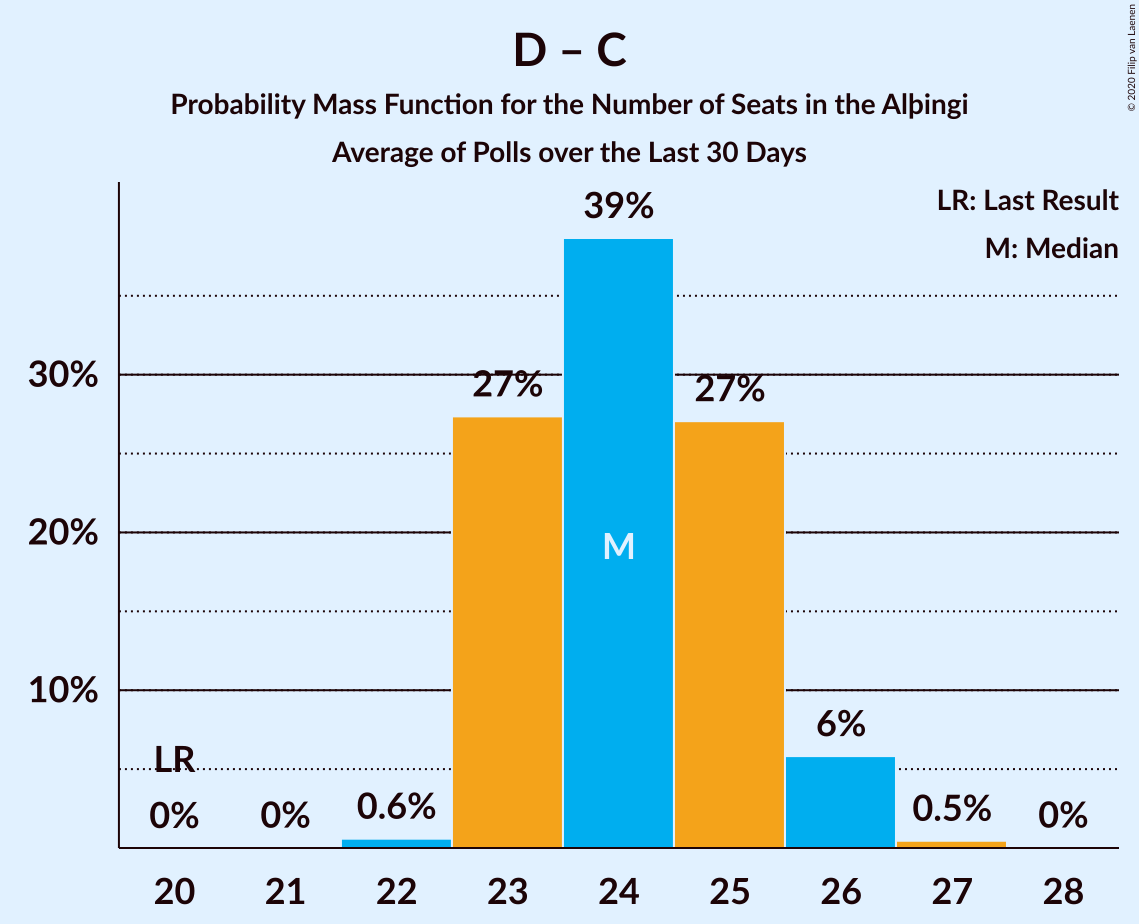 D – C
Probability Mass Function for the Number of Seats in the Alþingi
Average of Polls over the Last 30 Days
© 2020 Filip van Laenen
LR: Last Result
M: Median
39%
30%
27%
27%
20%
M
10%
6%
LR
0%
0%
0.6%
0.5%
0%
20
21
22
23
24
25
26
27
28